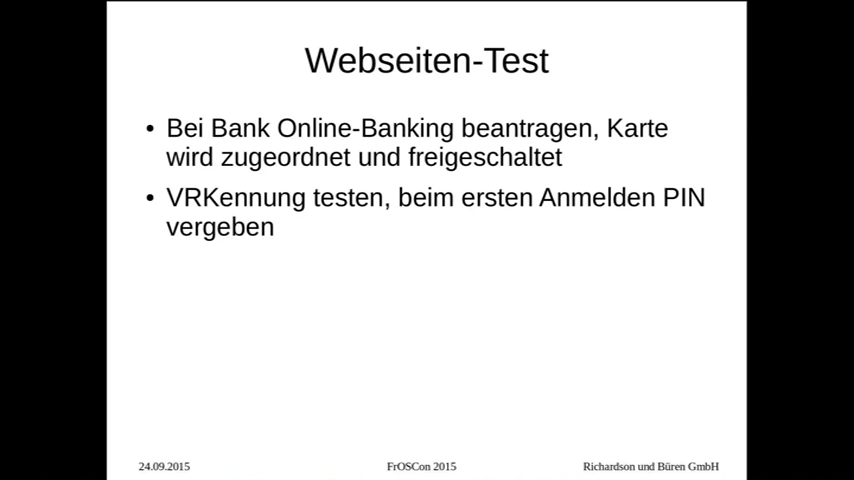 Webseiten-Test
• Bei Bank Online-Banking beantragen, Karte
wird zugeordnet und freigeschaltet
• VRKennung testen, beim ersten Anmelden PIN
vergeben
24.09.2015 FrOSCon 2015 Richardson und Büren GmbH